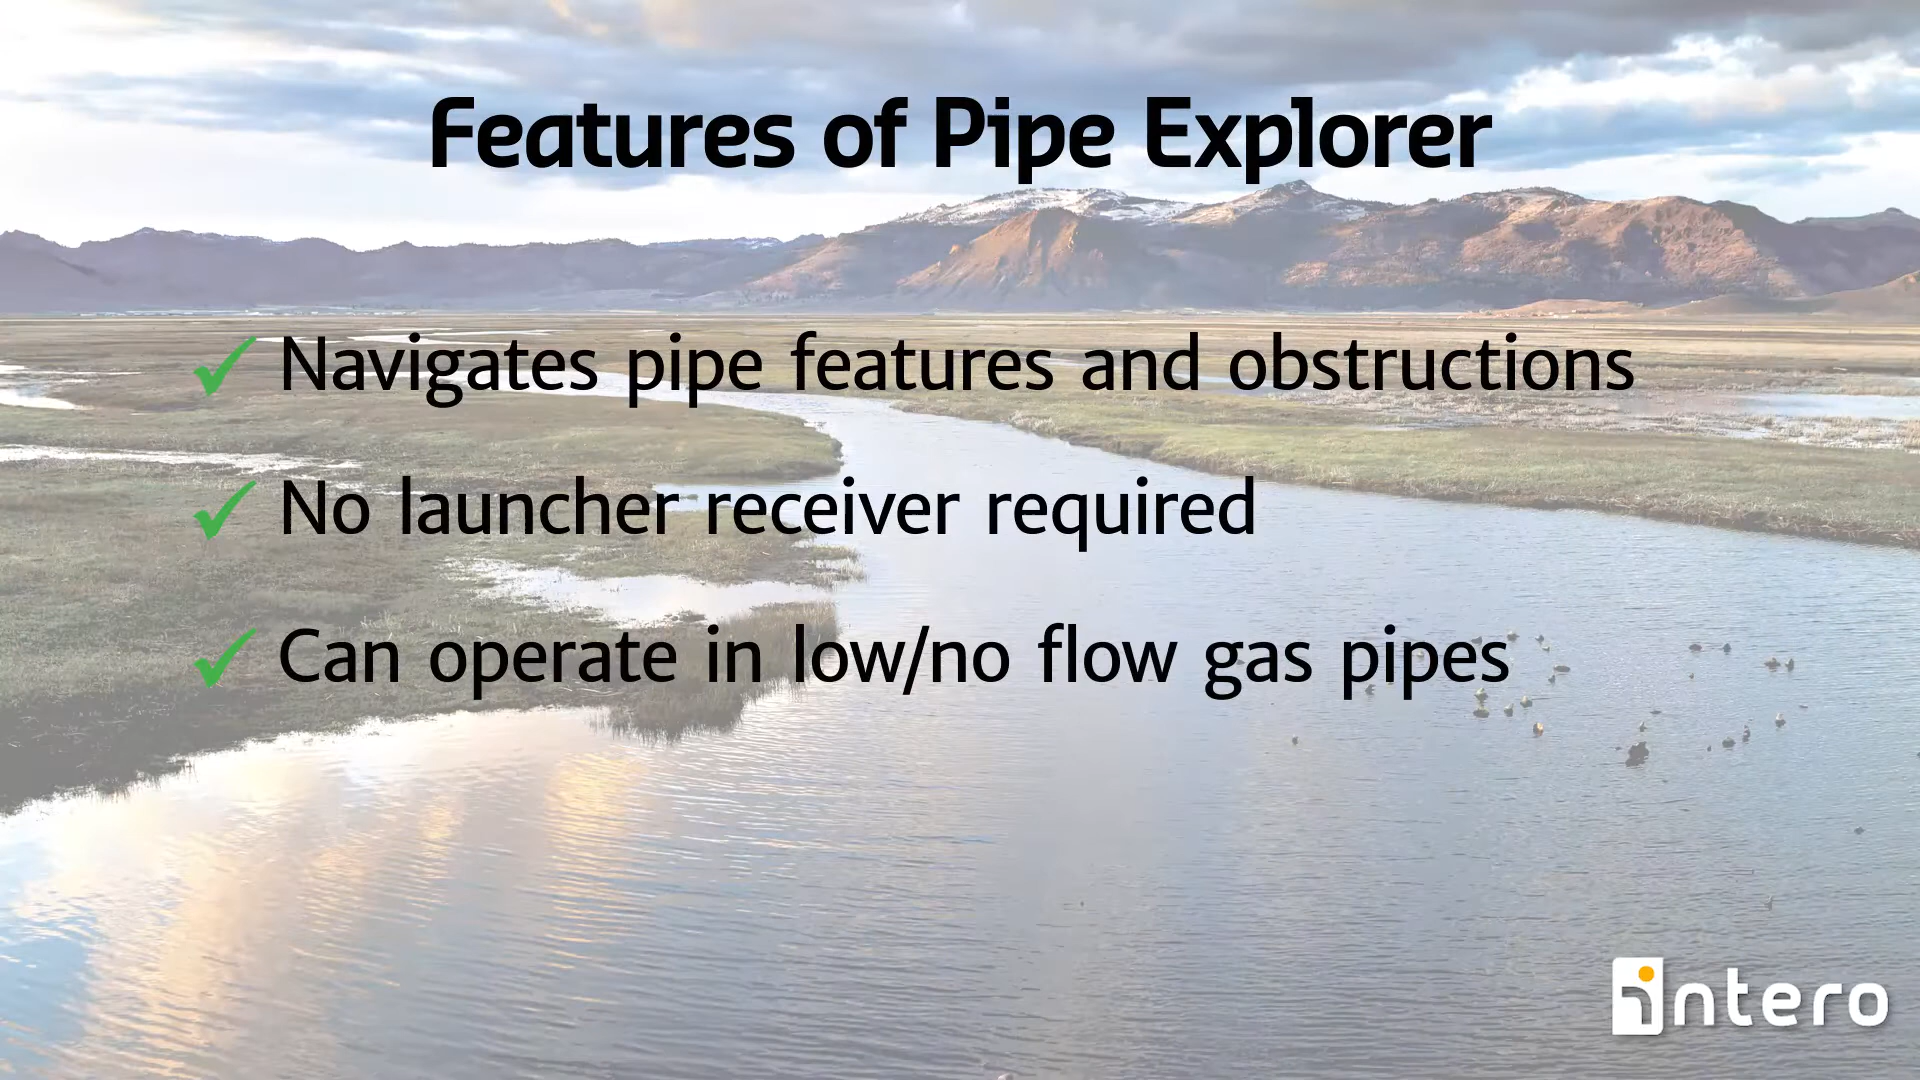 Features of Pipe Explorer
Navigates pipe features and obstructions
No launcher receiver required
Can operate in low/no flow gas pipes
intero